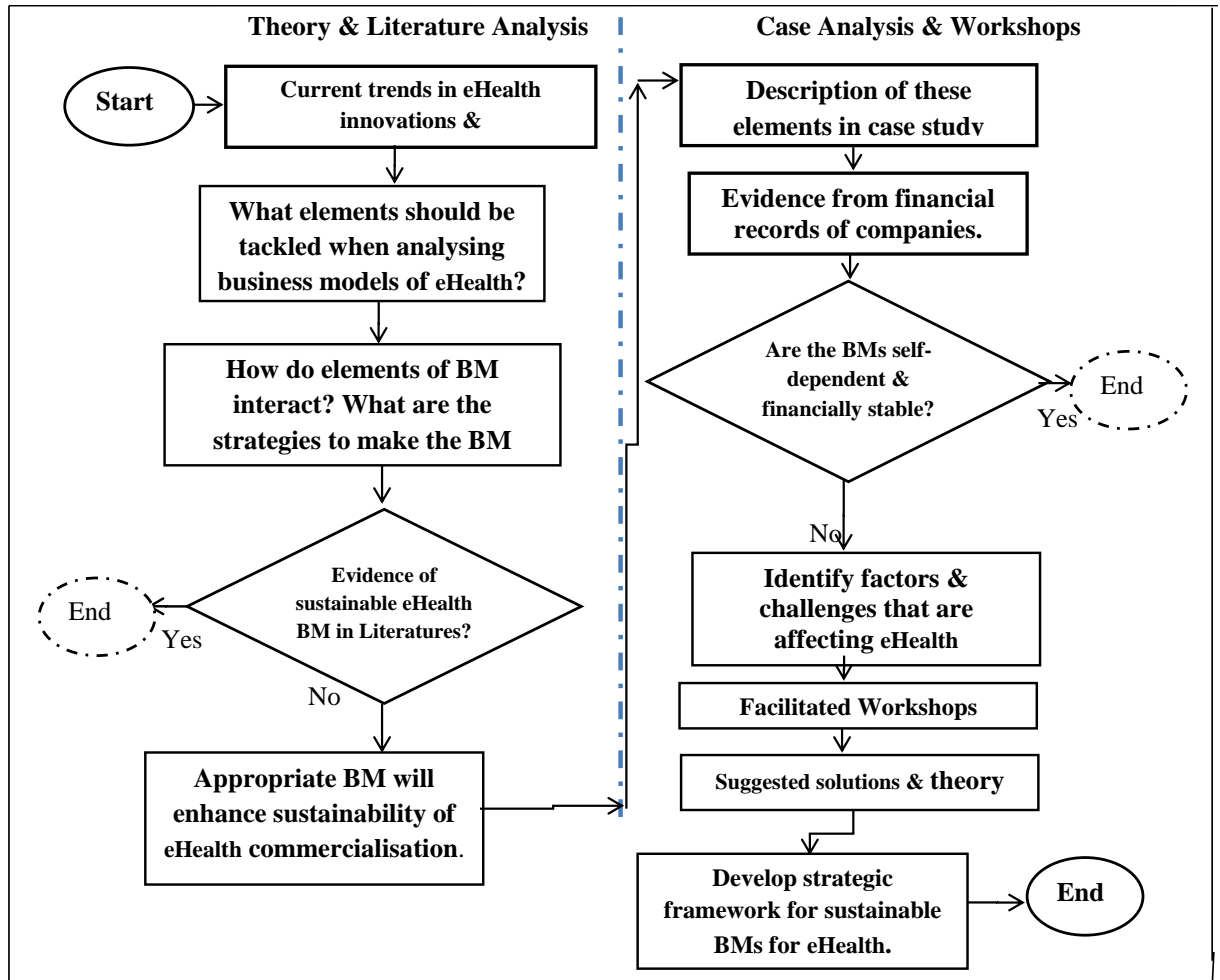 Theory & Literature Analysis
Start
Current trends in eHealth
innovations &
What elements should be
tackled when analysing
business models of eHealth?
How do elements of BM
interact? What are the
strategies to make the BM
Evidence of
sustainable eHealth
BM in Literatures?
End
Yes
No
Appropriate BM will
enhance sustainability of
eHealth commercialisation.
Case Analysis & Workshops
Description of these
elements in case study
Evidence from financial
records of companies.
Are the BMs self-
dependent &
financially stable?
End
Yes
No
Identify factors &
challenges that are
affecting eHealth
Facilitated Workshops
Suggested solutions & theory
Develop strategic
framework for sustainable
BMs for eHealth.
End